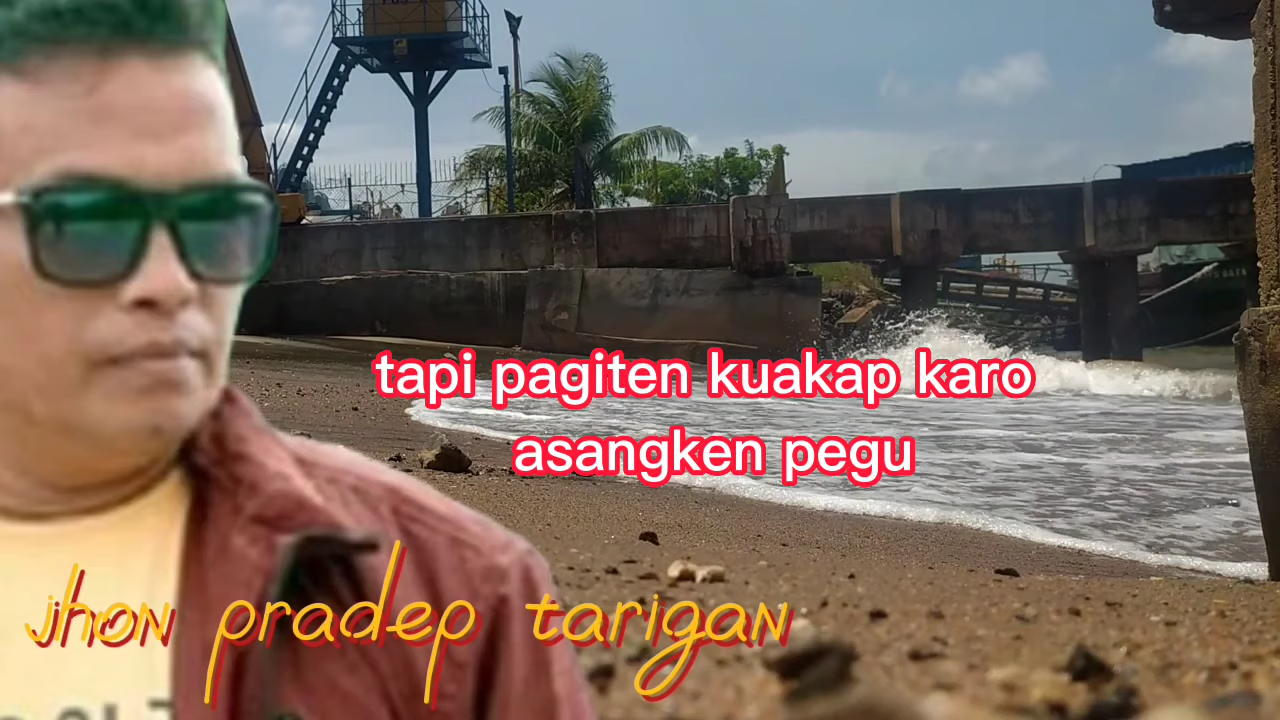 tapi pagiten kuakap karo
asangken pegu
jhon pradep tarigan